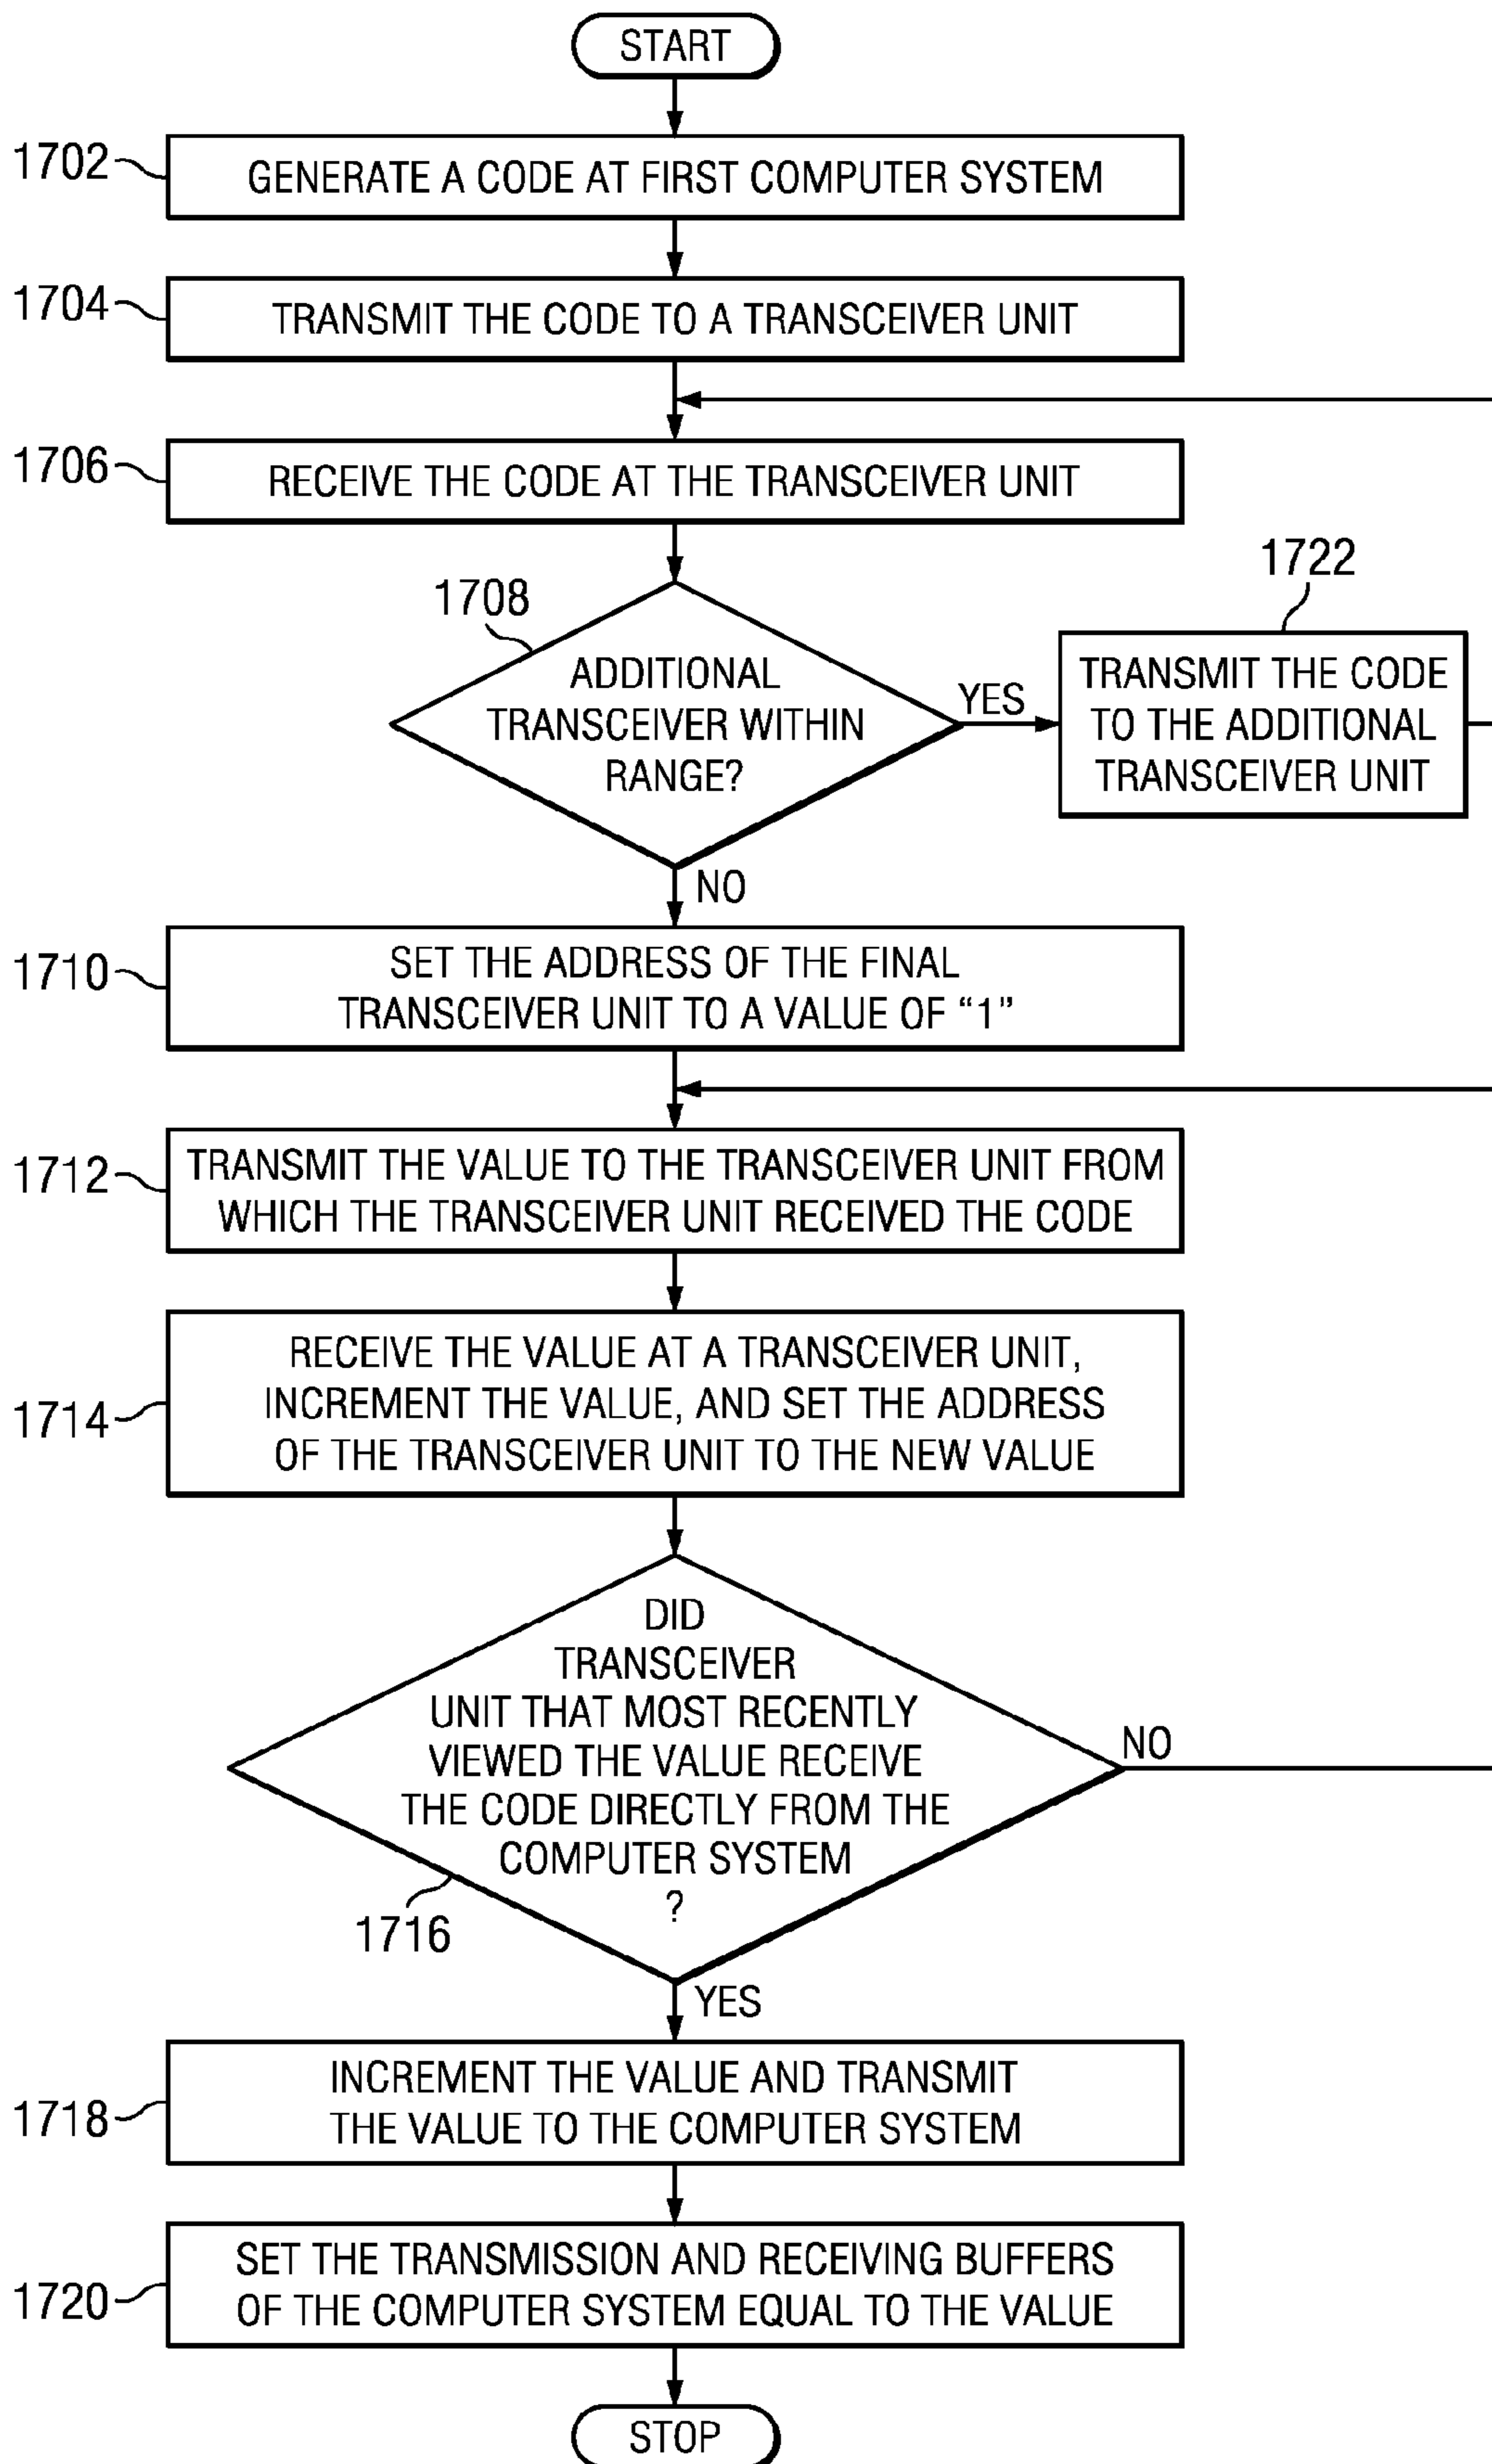 START
1702
GENERATE A CODE AT FIRST COMPUTER SYSTEM
1704
TRANSMIT THE CODE TO A TRANSCEIVER UNIT
1706
RECEIVE THE CODE AT THE TRANSCEIVER UNIT
1708
ADDITIONAL
TRANSCEIVER WITHIN
RANGE?
YES
1722
TRANSMIT THE CODE
TO THE ADDITIONAL
TRANSCEIVER UNIT
NO
1710
SET THE ADDRESS OF THE FINAL
TRANSCEIVER UNIT TO A VALUE OF “1”
1712
TRANSMIT THE VALUE TO THE TRANSCEIVER UNIT FROM
WHICH THE TRANSCEIVER UNIT RECEIVED THE CODE
1714
RECEIVE THE VALUE AT A TRANSCEIVER UNIT,
INCREMENT THE VALUE, AND SET THE ADDRESS
OF THE TRANSCEIVER UNIT TO THE NEW VALUE
DID
TRANSCEIVER
UNIT THAT MOST RECENTLY
VIEWED THE VALUE RECEIVE
THE CODE DIRECTLY FROM THE
COMPUTER SYSTEM
?
NO
1716
YES
1718
INCREMENT THE VALUE AND TRANSMIT
THE VALUE TO THE COMPUTER SYSTEM
1720
SET THE TRANSMISSION AND RECEIVING BUFFERS
OF THE COMPUTER SYSTEM EQUAL TO THE VALUE
STOP